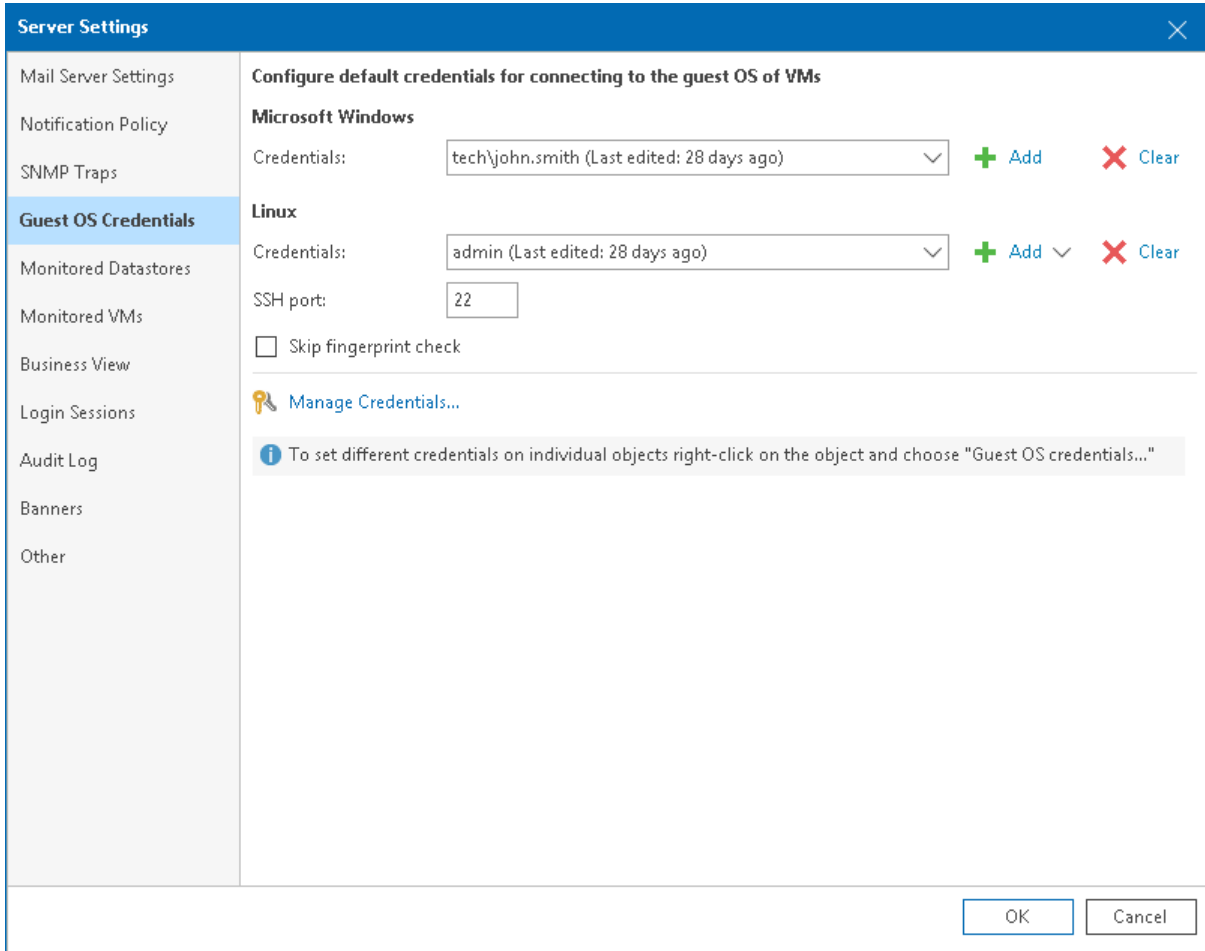 Server Settings
Mail Server Settings
Notification Policy
SNMP Traps
Guest OS Credentials
Monitored Datastores
Monitored VMs
Business View
Login Sessions
Audit Log
Banners
Other
Configure default credentials for connecting to the guest OS of VMs
Microsoft Windows
Credentials: tech\john.smith (Last edited: 28 days ago) Add Clear
Linux
Credentials: admin (Last edited: 28 days ago) Add Clear
SSH port: 22
Skip fingerprint check
Manage Credentials...
To set different credentials on individual objects right-click on the object and choose "Guest OS credentials..."
OK Cancel